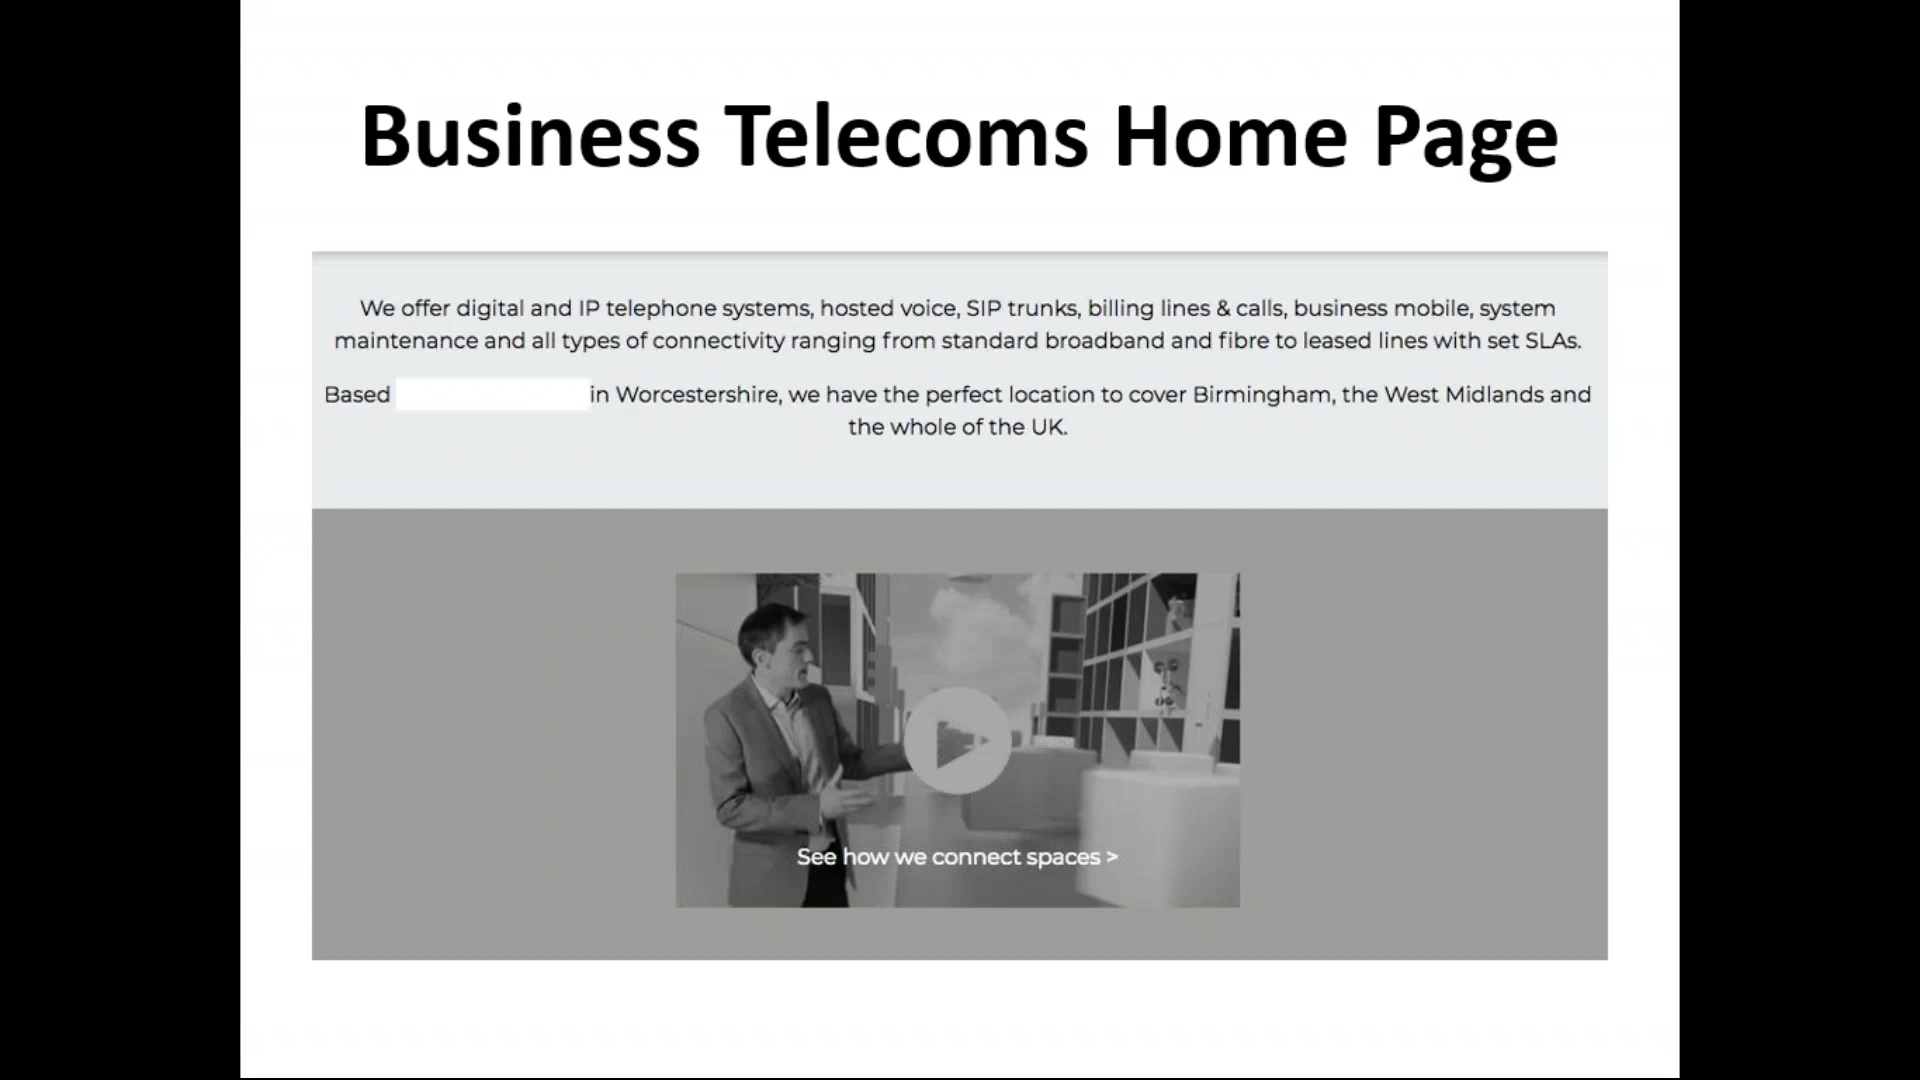 Business Telecoms Home Page
We offer digital and IP telephone systems, hosted voice, SIP trunks, billing lines & calls, business mobile, system
maintenance and all types of connectivity ranging from standard broadband and fibre to leased lines with set SLAs.
Based in Worcestershire, we have the perfect location to cover Birmingham, the West Midlands and
the whole of the UK.
See how we connect spaces >